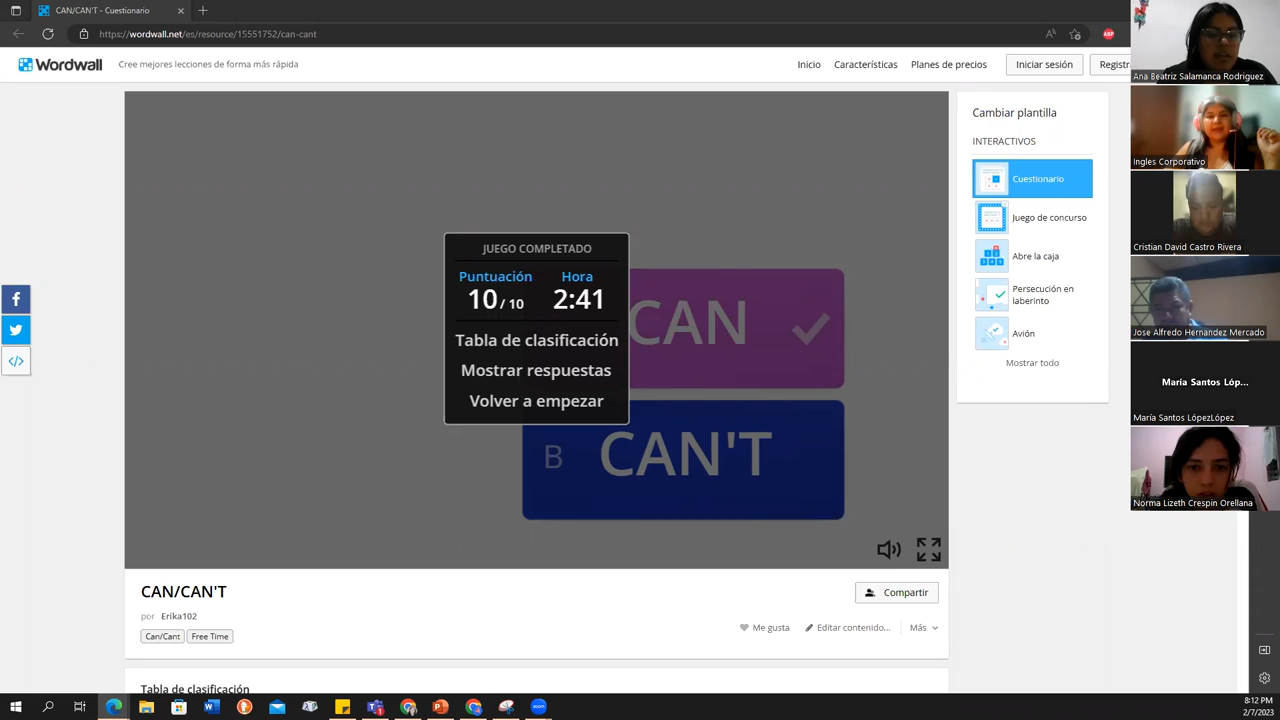 CAN/CAN'T - Cuestionario
https://wordwall.net/es/resource/15551752/can-cant
ABP
Wordwall
Cree mejores lecciones de forma más rápida
Inicio
Características
Planes de precios
Iniciar sesión
Registr
JUEGO COMPLETADO
Puntuación
Hora
10 / 10
2:41
Tabla de clasificación
Mostrar respuestas
Volver a empezar
CAN
B
CAN'T
Cambiar plantilla
INTERACTIVOS
Cuestionario
Juego de concurso
Abre la caja
Persecución en
laberinto
Avión
Mostrar todo
CAN/CAN'T
por Erika102
Can/Cant
Free Time
Compartir
Me gusta
Editar contenido...
Más
Tabla de clasificación
Ana Beatriz Salamanca Rodriguez
Ingles Corporativo
Cristian David Castro Rivera
Jose Alfredo Hernandez Mercado
María Santos Lóp...
María Santos LópezLópez
Norma Lizeth Crespin Orellana
8:12 PM
2/7/2023